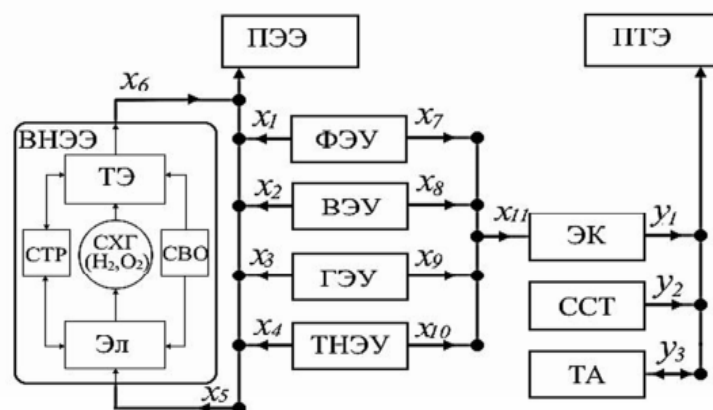 ПЭЭ
ПТЭ
x6
ВНЭЭ
ТЭ
СТР
СХГ
(H2,O2)
СВО
Эл
x5
x1
ФЭУ
x7
x2
ВЭУ
x8
x3
ГЭУ
x9
x4
ТНЭУ
x10
x11
ЭК
y1
ССТ
y2
ТА
y3